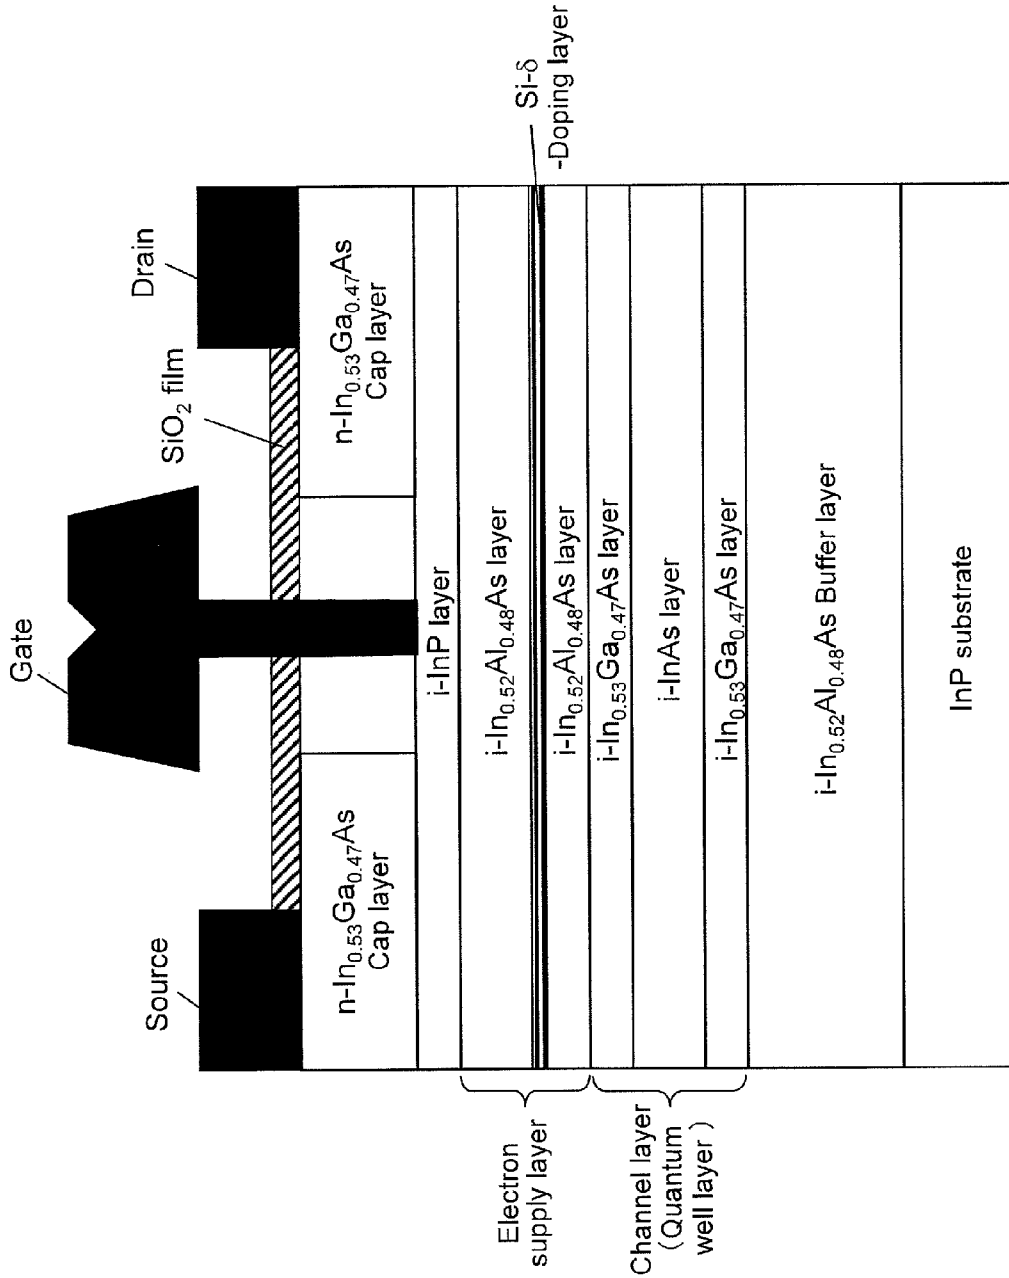 Gate
Source
Drain
SiO₂ film
n-In₀.₅₃Ga₀.₄₇As
Cap layer
n-In₀.₅₃Ga₀.₄₇As
Cap layer
i-InP layer
i-In₀.₅₂Al₀.₄₈As layer
Si-δ
-Doping layer
i-In₀.₅₂Al₀.₄₈As layer
i-In₀.₅₃Ga₀.₄₇As layer
i-InAs layer
i-In₀.₅₃Ga₀.₄₇As layer
i-In₀.₅₂Al₀.₄₈As Buffer layer
InP substrate
Electron
supply layer
Channel layer
(Quantum
well layer)